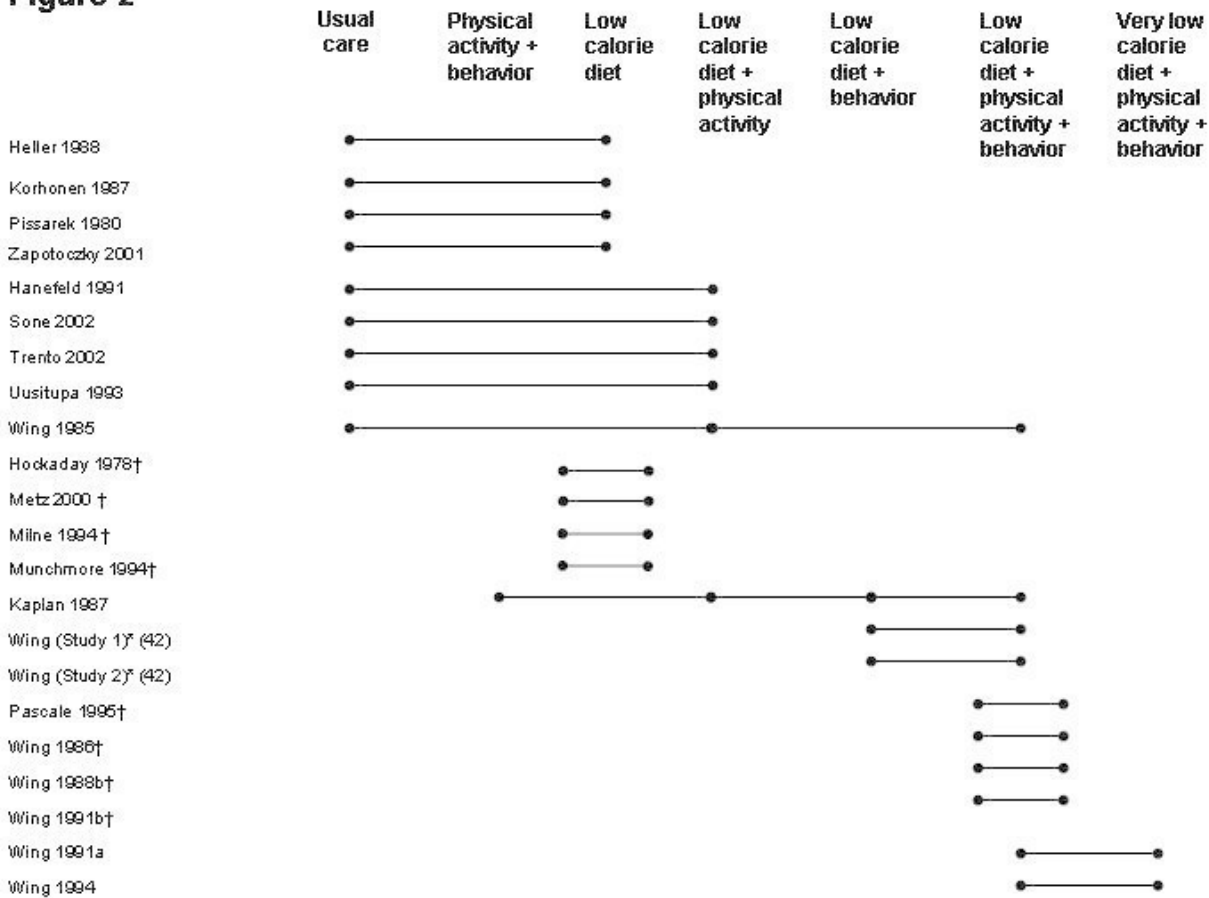 Figure 2
Usual
care
Physical
activity +
behavior
Low
calorie
diet
Low
calorie
diet +
physical
activity
Low
calorie
diet +
behavior
Low
calorie
diet +
physical
activity +
behavior
Very low
calorie
diet +
physical
activity +
behavior
Heller 1988
Korhonen 1987
Pissarek 1980
Zapotoczky 2001
Hanefeld 1991
Sone 2002
Trento 2002
Uusitupa 1993
Wing 1985
Hockaday 1978†
Metz 2000 †
Milne 1994†
Munchmore 1994†
Kaplan 1987
Wing (Study 1)* (42)
Wing (Study 2)* (42)
Pascale 1995†
Wing 1986†
Wing 1988b†
Wing 1991b†
Wing 1991a
Wing 1994